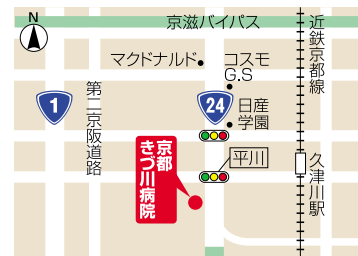 N
京滋バイパス
近鉄京都線
マクドナルド
コスモ
G.S
1
第二京阪道路
24
日産
学園
京都
きづ川病院
平川
久津川駅